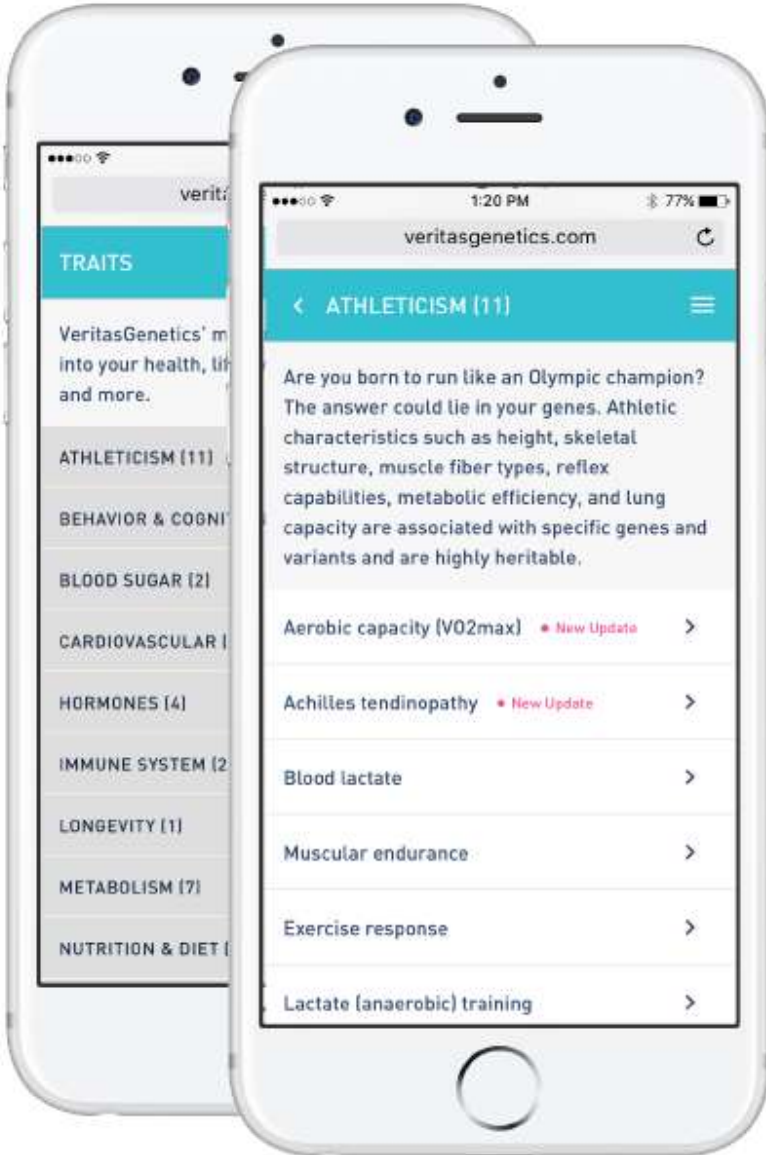 verita
TRAITS
VeritasGenetics' m
into your health, lif
and more.
ATHLETICISM (11)
BEHAVIOR & COGNI
BLOOD SUGAR (2)
CARDIOVASCULAR (
HORMONES (4)
IMMUNE SYSTEM (2
LONGEVITY (1)
METABOLISM (7)
NUTRITION & DIET (
1:20 PM 77%
veritasgenetics.com
< ATHLETICISM (11)
Are you born to run like an Olympic champion?
The answer could lie in your genes. Athletic
characteristics such as height, skeletal
structure, muscle fiber types, reflex
capabilities, metabolic efficiency, and lung
capacity are associated with specific genes and
variants and are highly heritable.
Aerobic capacity (VO2max) • New Update >
Achilles tendinopathy • New Update >
Blood lactate >
Muscular endurance >
Exercise response >
Lactate (anaerobic) training >